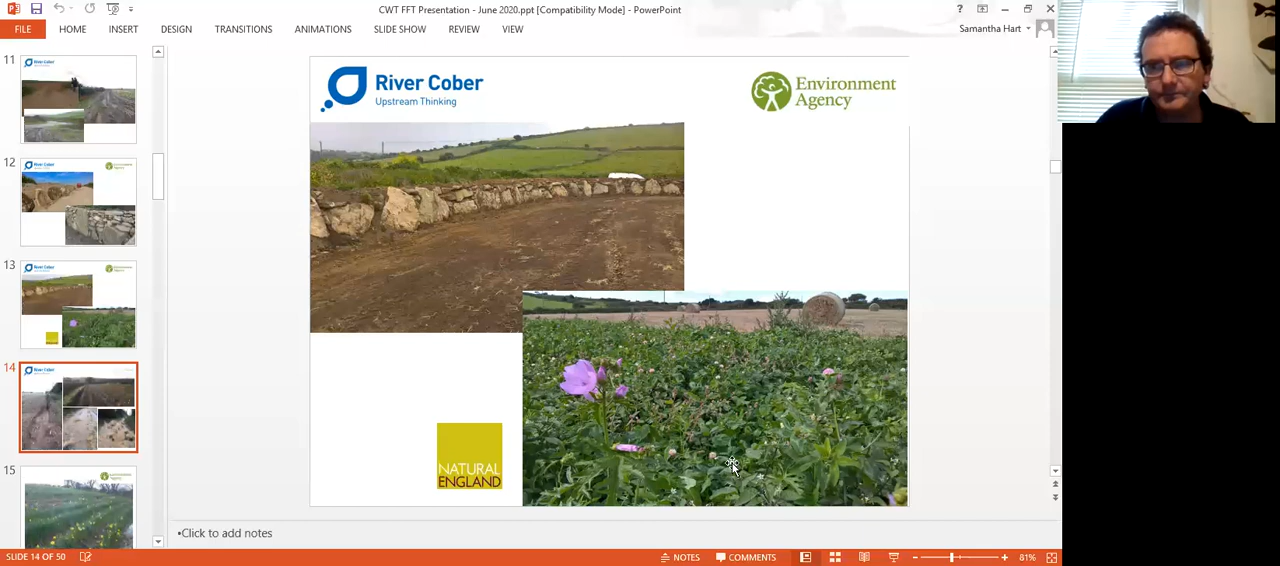 CWT FFT Presentation - June 2020.ppt [Compatibility Mode] - PowerPoint
FILE
HOME
INSERT
DESIGN
TRANSITIONS
ANIMATIONS
SHOW
REVIEW
Samantha Hart
11
12
13
14
15
River Cober
Upstream Thinking
Environment
Agency
NATURAL
ENGLAND
•Click to add notes
SLIDE 14 OF 50
NOTES
COMMENTS
81%